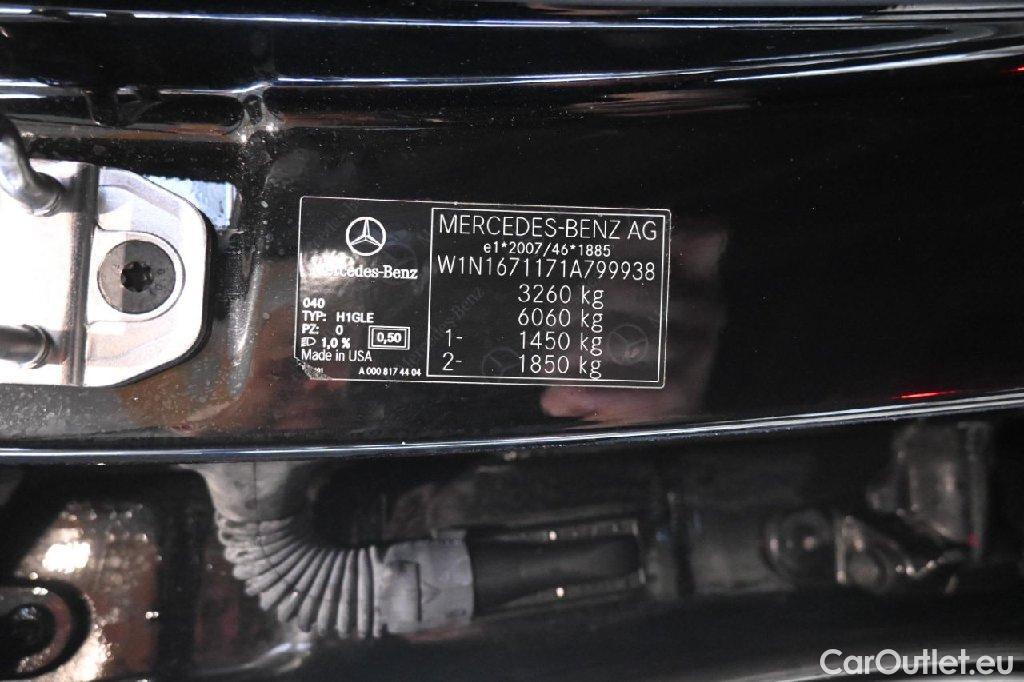 Mercedes-Benz
040
TYP: H1GLE
PZ: 0
1,0 %
0,50
Made in USA
A 000 817 44 04
MERCEDES-BENZ AG
e1*2007/46*1885
W1N1671171A799938
3260 kg
6060 kg
1- 1450 kg
2- 1850 kg
CarOutlet.eu